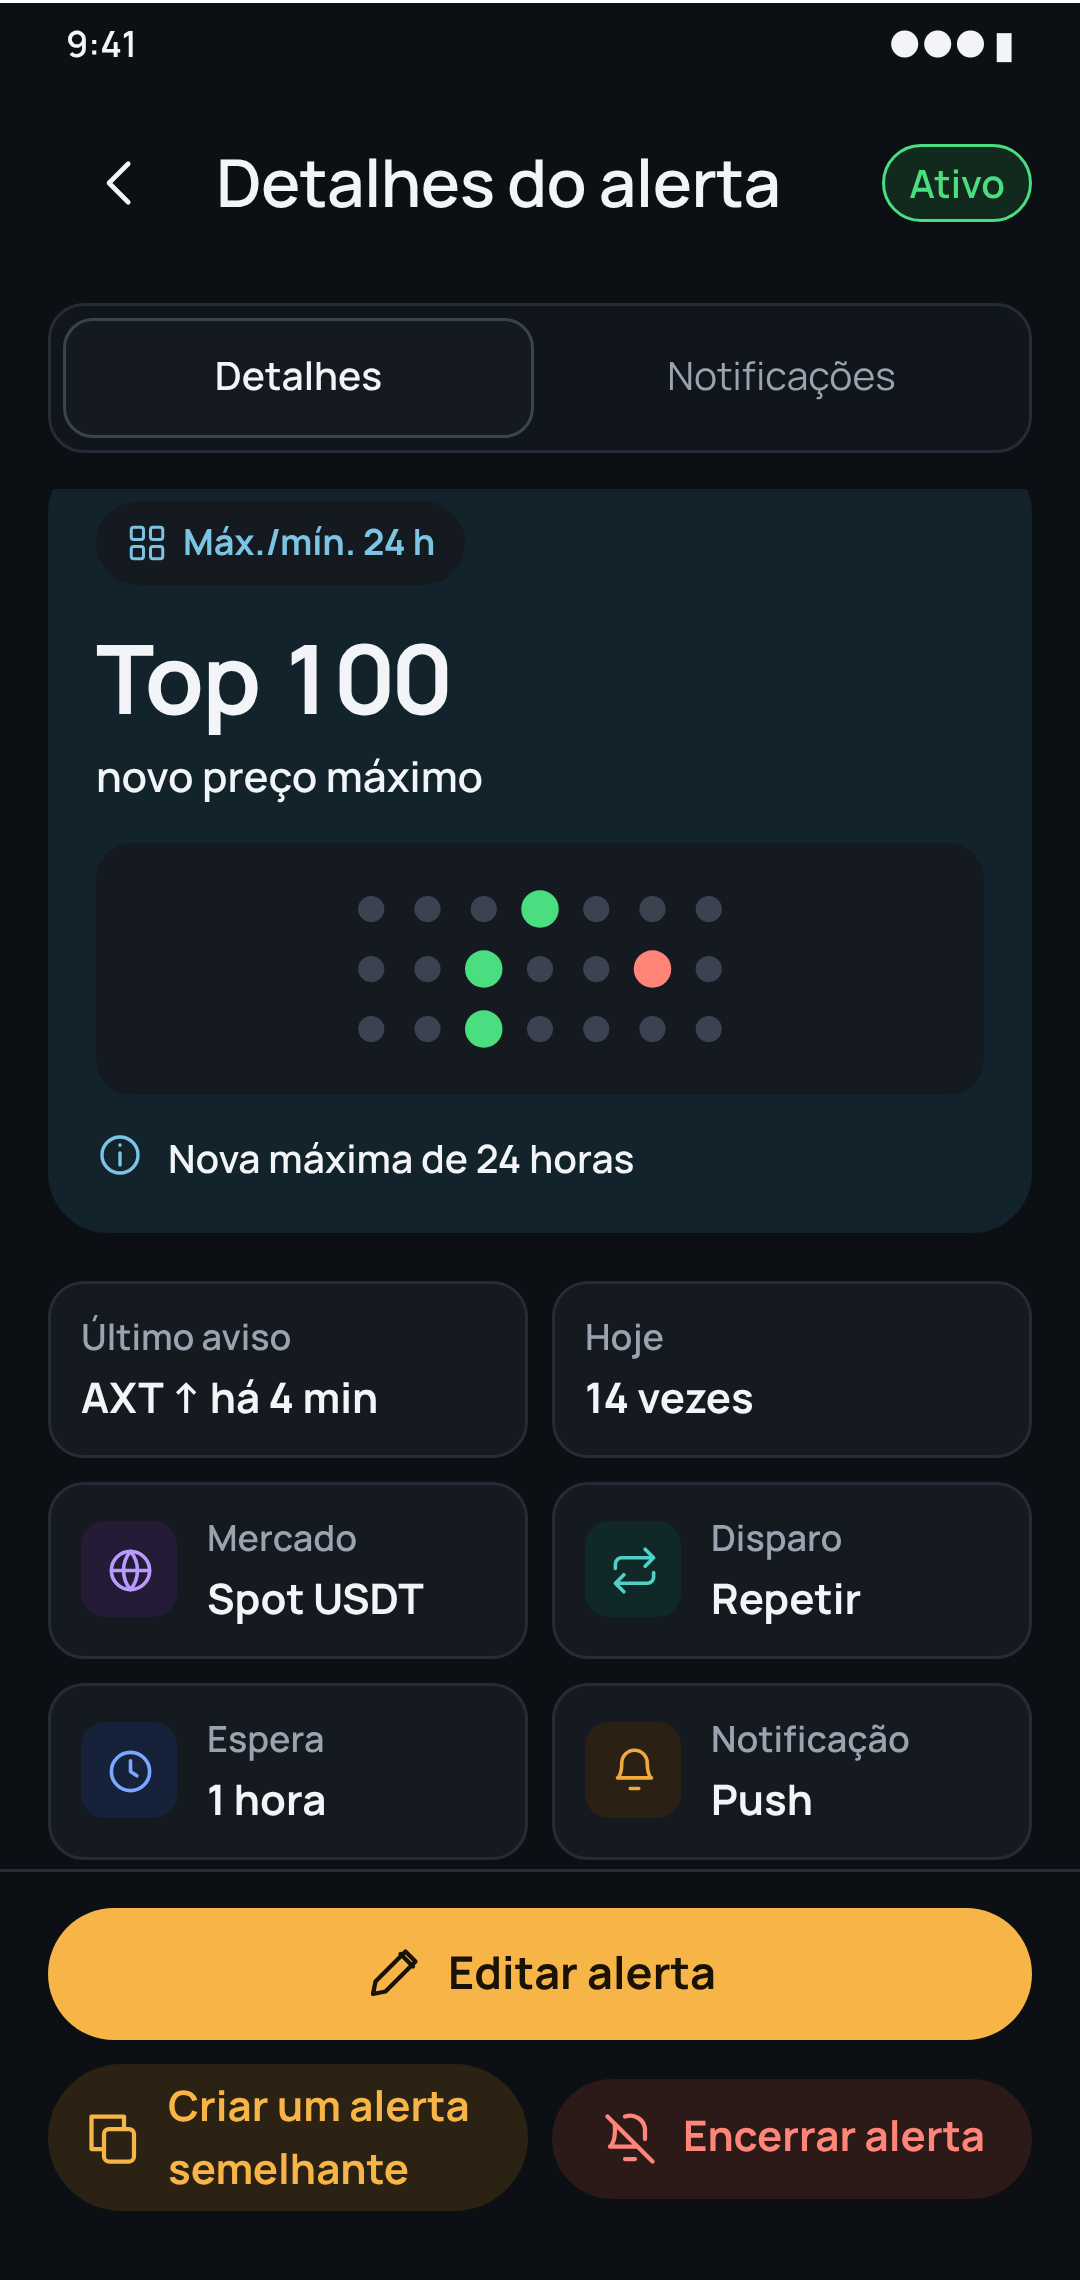 9:41
Detalhes do alerta
Ativo
Detalhes
Notificações
Máx./mín. 24 h
Top 100
novo preço máximo
Nova máxima de 24 horas
Último aviso
AXT ↑ há 4 min
Hoje
14 vezes
Mercado
Spot USDT
Disparo
Repetir
Espera
1 hora
Notificação
Push
Editar alerta
Criar um alerta
semelhante
Encerrar alerta